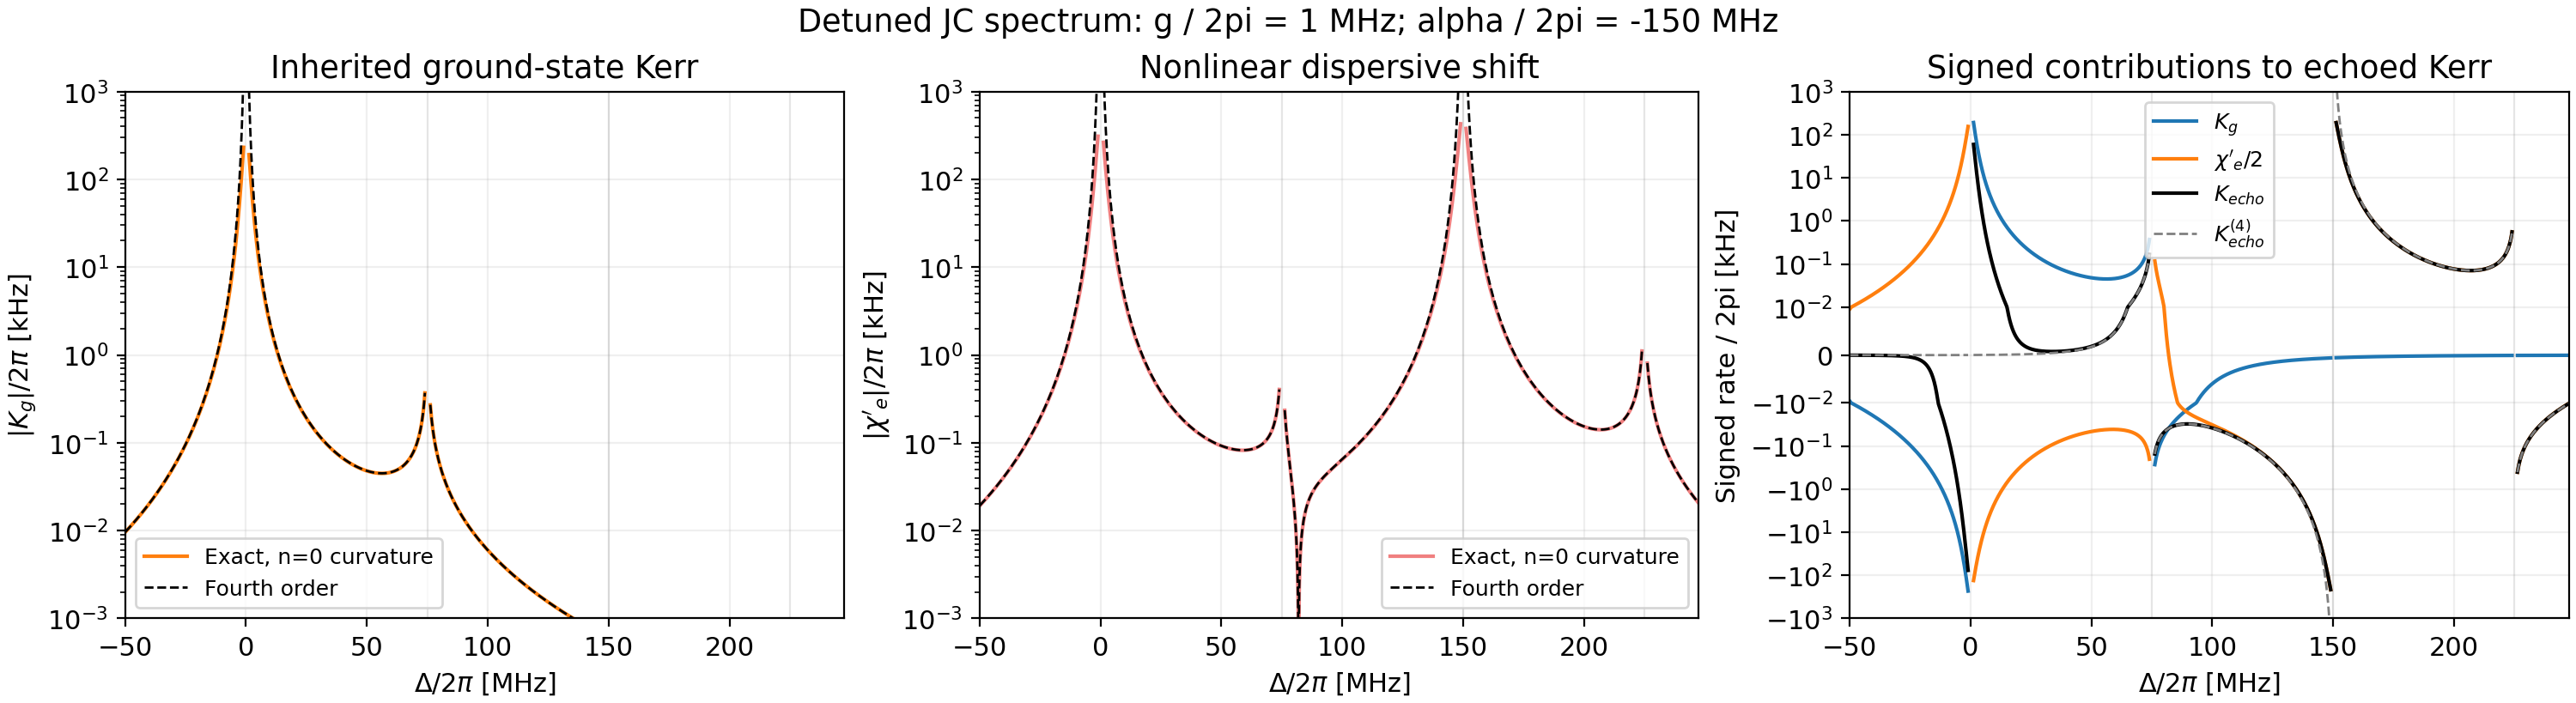 Detuned JC spectrum: g / 2pi = 1 MHz; alpha / 2pi = -150 MHz
Inherited ground-state Kerr
|K_g|/2π [kHz]
10³
10²
10¹
10⁰
10⁻¹
10⁻²
10⁻³
Exact, n=0 curvature
Fourth order
−50
0
50
100
150
200
Δ/2π [MHz]
Nonlinear dispersive shift
|χ′_e|/2π [kHz]
10³
10²
10¹
10⁰
10⁻¹
10⁻²
10⁻³
Exact, n=0 curvature
Fourth order
−50
0
50
100
150
200
Δ/2π [MHz]
Signed contributions to echoed Kerr
Signed rate / 2pi [kHz]
10³
10²
10¹
10⁰
10⁻¹
10⁻²
0
−10⁻²
−10⁻¹
−10⁰
−10¹
−10²
−10³
K_g
χ′_e/2
K_echo
K_echo^(4)
−50
0
50
100
150
200
Δ/2π [MHz]